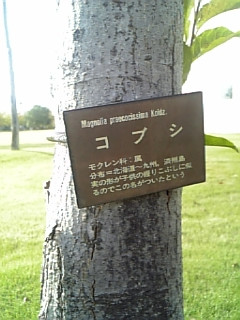 Magnolia praecocissima Koidz.
コブシ
モクレン科:属
分布=北海道〜九州。済州島
実の形が子供の握りこぶしに似
るのでこの名がついたという